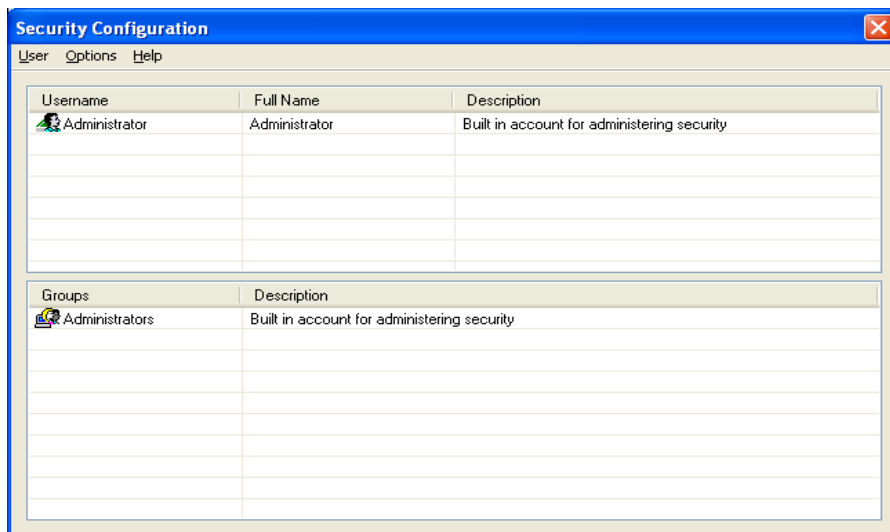 Security Configuration
User Options Help
Username Full Name Description
Administrator Administrator Built in account for administering security
Groups Description
Administrators Built in account for administering security